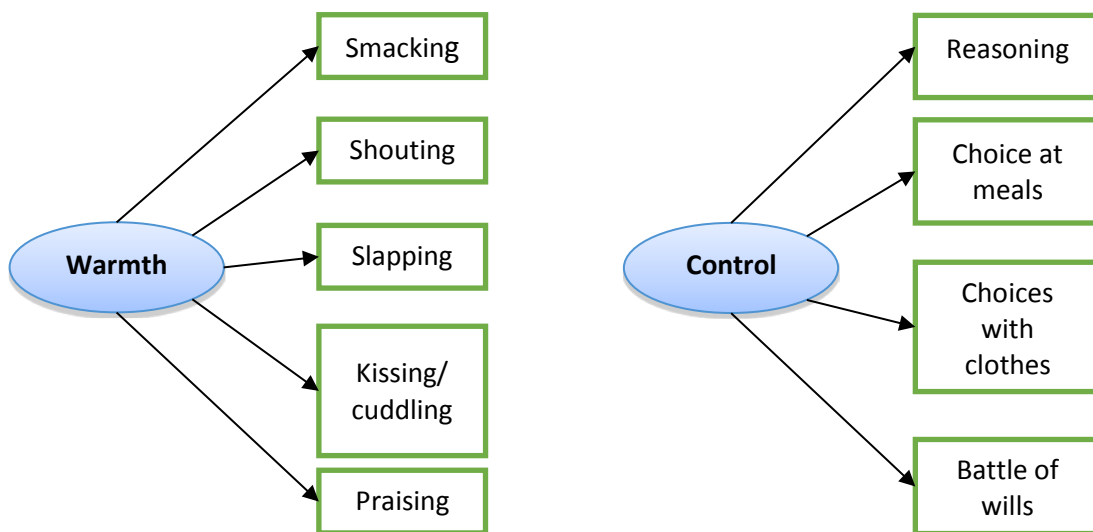 Smacking
Shouting
Warmth
Slapping
Kissing/
cuddling
Praising
Reasoning
Choice at
meals
Control
Choices
with
clothes
Battle of
wills